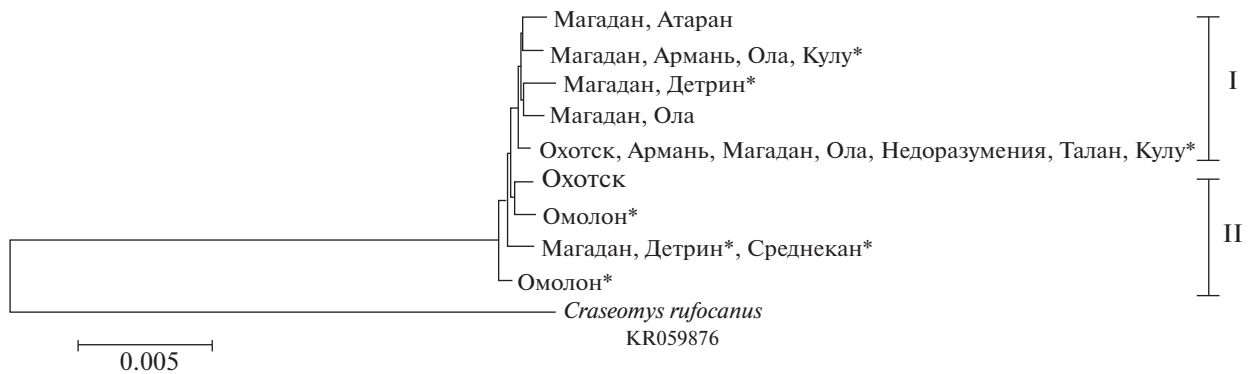 Магадан, Атаран
Магадан, Армань, Ола, Кулу*
I
Магадан, Детрин*
Магадан, Ола
Охотск, Армань, Магадан, Ола, Недоразумения, Талан, Кулу*
Охотск
Омолон*
II
Магадан, Детрин*, Среднекан*
Омолон*
Craseomys rufocanus
KR059876
0.005